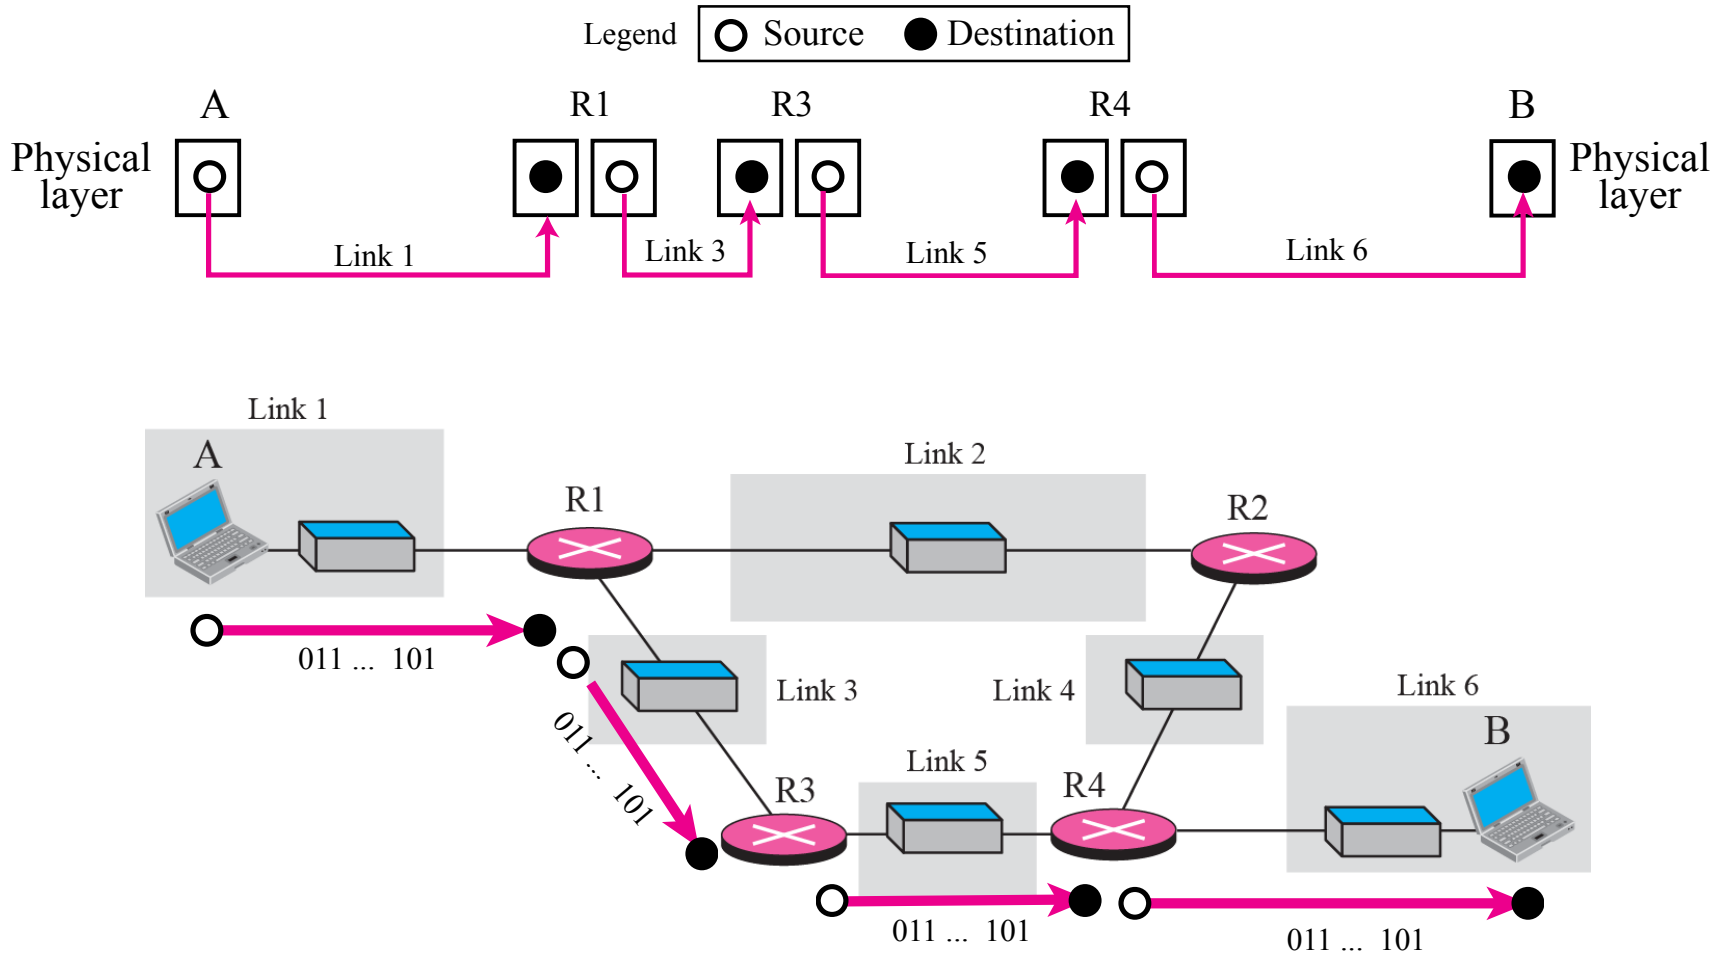 Legend Source Destination
A R1 R3 R4 B
Physical
layer
Physical
layer
Link 1 Link 3 Link 5 Link 6
Link 1
A
R1
Link 2
R2
011 ... 101
Link 3
Link 4
011 ... 101
Link 6
B
R3
Link 5
R4
011 ... 101
011 ... 101